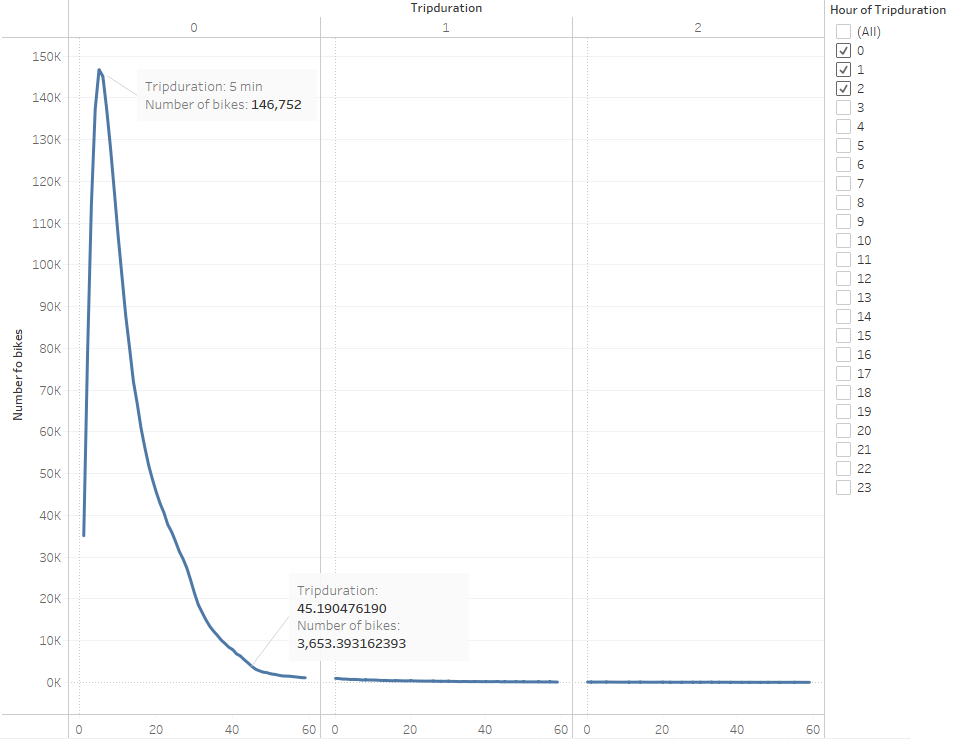 Tripduration
0 1 2
150K
140K
130K
120K
110K
100K
90K
80K
70K
60K
50K
40K
30K
20K
10K
0K
Number fo bikes
Tripduration: 5 min
Number of bikes: 146,752
Tripduration:
45.190476190
Number of bikes:
3,653.393162393
0 20 40 60 0 20 40 60 0 20 40 60
Hour of Tripduration
(All)
0
1
2
3
4
5
6
7
8
9
10
11
12
13
14
15
16
17
18
19
20
21
22
23